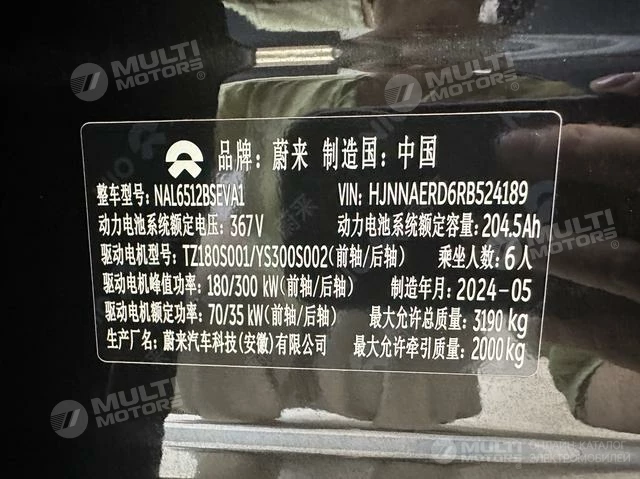 MULTI MOTORS®
MULTI MOTORS
品牌：蔚来 制造国：中国
整车型号：NAL6512BSEVA1 VIN: HJNNAERD6RB524189
动力电池系统额定电压：367V 动力电池系统额定容量：204.5Ah
驱动电机型号：TZ180S001/YS300S002(前轴/后轴) 乘坐人数：6人
驱动电机峰值功率：180/300 kW(前轴/后轴) 制造年月：2024-05
驱动电机额定功率：70/35 kW(前轴/后轴) 最大允许总质量：3190 kg
生产厂名：蔚来汽车科技(安徽)有限公司 最大允许牵引质量：2000kg
MULTI MOTORS®
MULTI MOTORS
ОНЛАЙН-КАТАЛОГ
ЭЛЕКТРОМОБИЛЕЙ